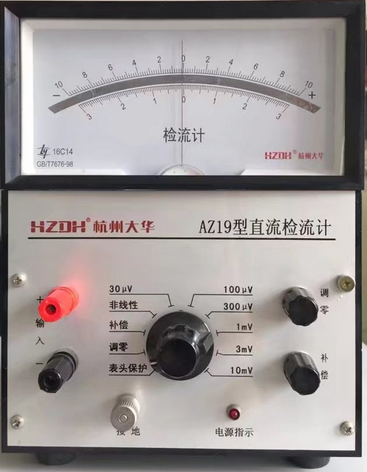 10 8 6 4 2 0 2 4 6 8 10
− +
3 2 1 0 1 2 3
16C14
GB/T7676-98
检流计
HZDH® 杭州大华
HZDH® 杭州大华
AZ19型直流检流计
30μV 100μV
非线性 300μV
补偿 1mV
调零 3mV
表头保护 10mV
+ 输入 −
调零
补偿
接地
电源指示